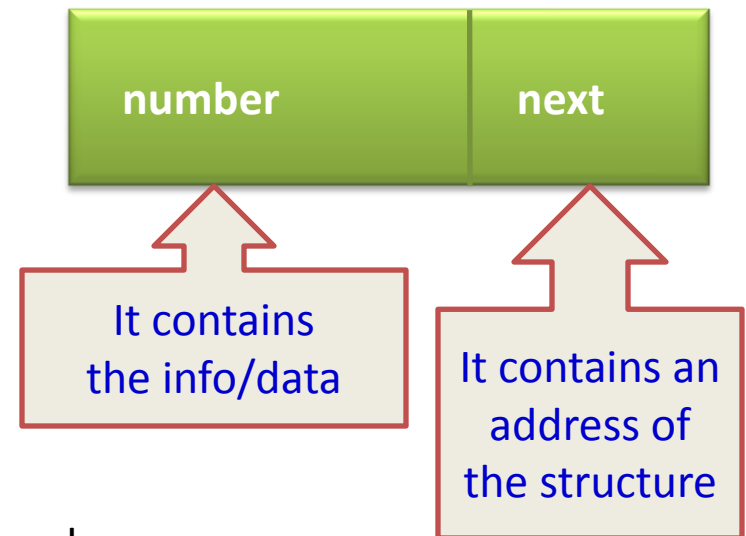 number next
It contains
the info/data
It contains an
address of
the structure